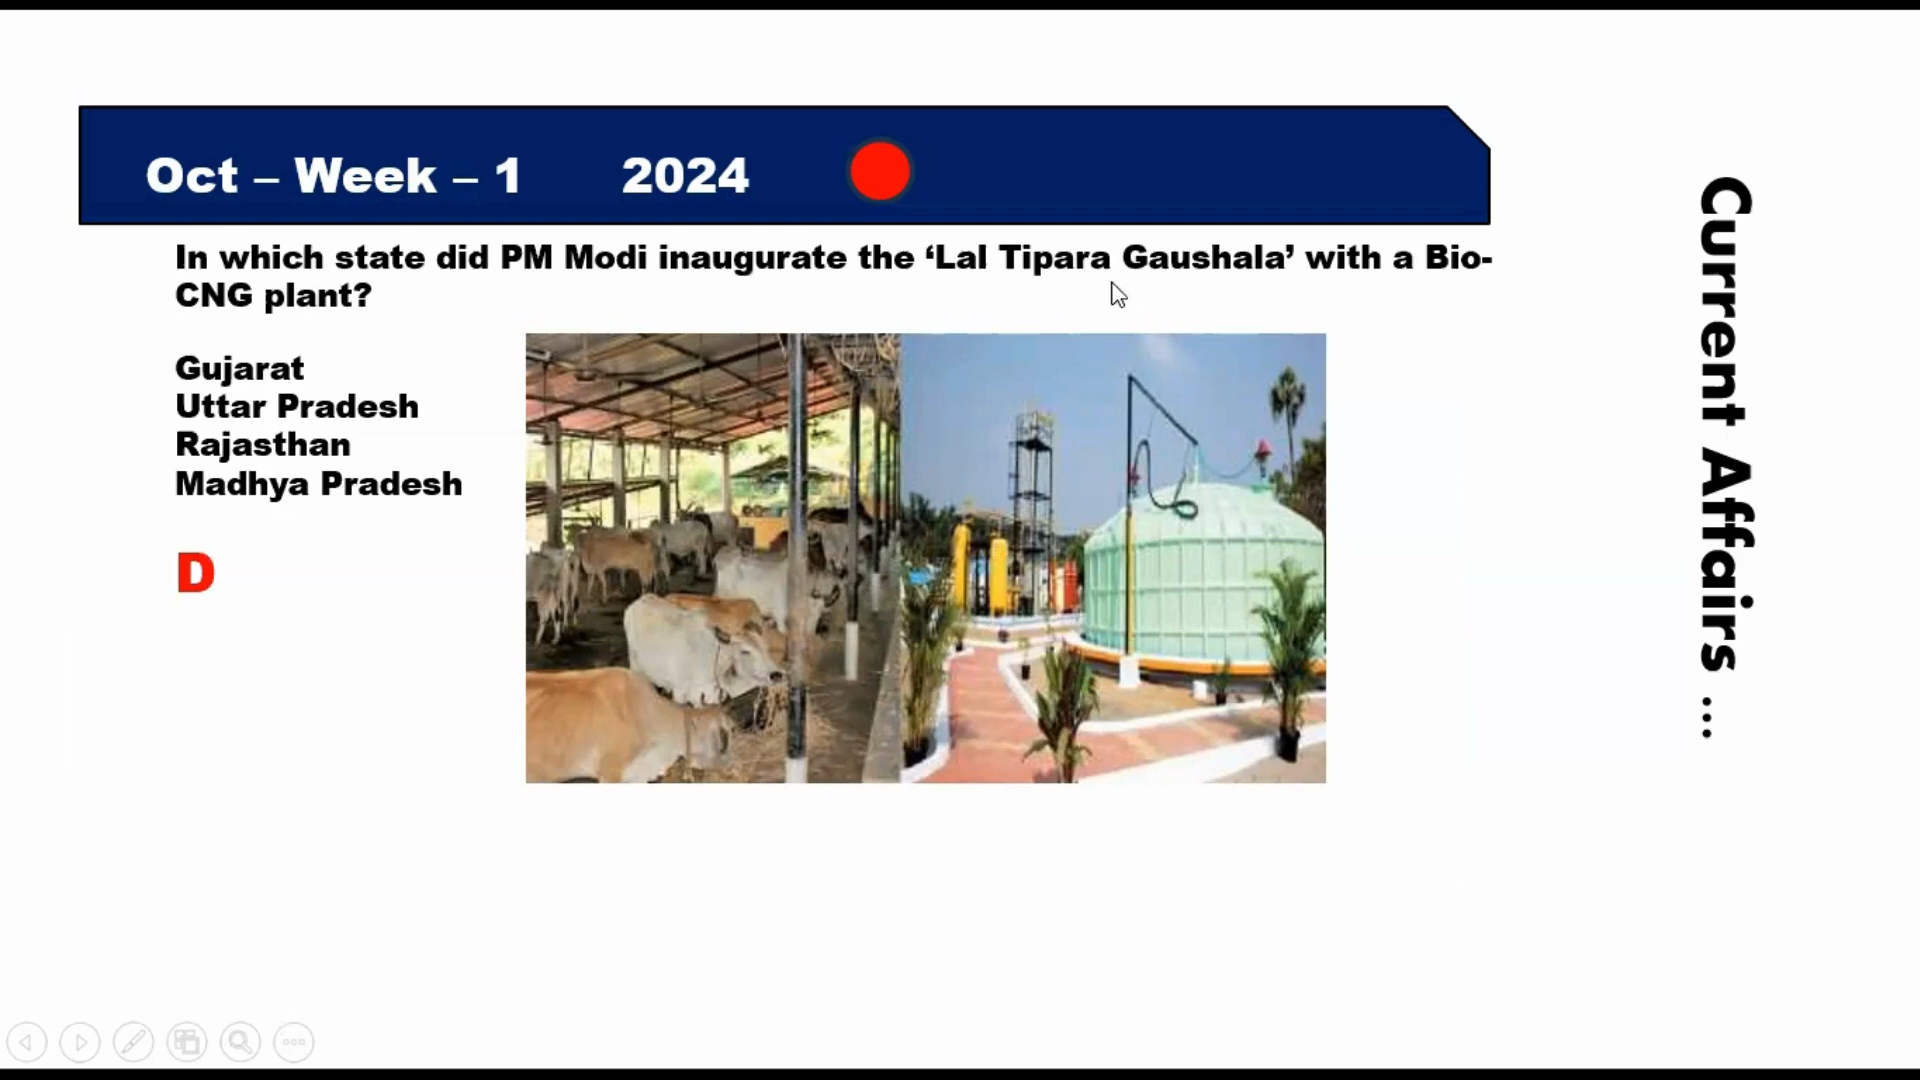 Oct – Week – 1 2024
In which state did PM Modi inaugurate the ‘Lal Tipara Gaushala’ with a Bio-
CNG plant?
Gujarat
Uttar Pradesh
Rajasthan
Madhya Pradesh
D
Current Affairs ...